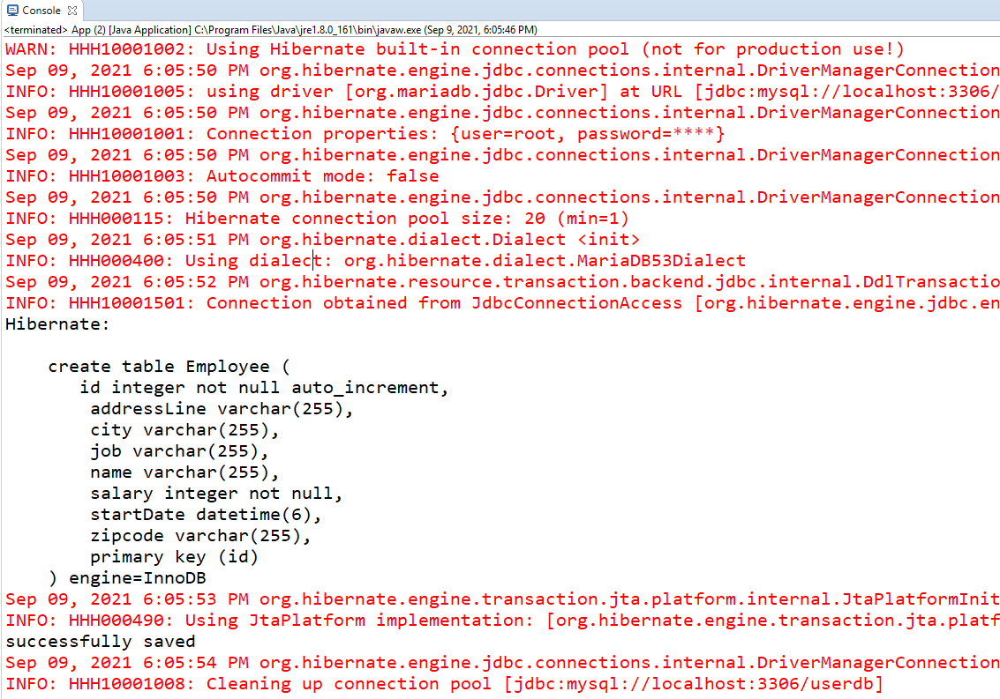 Console
<terminated> App (2) [Java Application] C:\Program Files\Java\jre1.8.0_161\bin\javaw.exe (Sep 9, 2021, 6:05:46 PM)
WARN: HHH10001002: Using Hibernate built-in connection pool (not for production use!)
Sep 09, 2021 6:05:50 PM org.hibernate.engine.jdbc.connections.internal.DriverManagerConnection
INFO: HHH10001005: using driver [org.mariadb.jdbc.Driver] at URL [jdbc:mysql://localhost:3306/
Sep 09, 2021 6:05:50 PM org.hibernate.engine.jdbc.connections.internal.DriverManagerConnection
INFO: HHH10001001: Connection properties: {user=root, password=****}
Sep 09, 2021 6:05:50 PM org.hibernate.engine.jdbc.connections.internal.DriverManagerConnection
INFO: HHH10001003: Autocommit mode: false
Sep 09, 2021 6:05:50 PM org.hibernate.engine.jdbc.connections.internal.DriverManagerConnection
INFO: HHH000115: Hibernate connection pool size: 20 (min=1)
Sep 09, 2021 6:05:51 PM org.hibernate.dialect.Dialect <init>
INFO: HHH000400: Using dialect: org.hibernate.dialect.MariaDB53Dialect
Sep 09, 2021 6:05:52 PM org.hibernate.resource.transaction.backend.jdbc.internal.DdlTransactio
INFO: HHH10001501: Connection obtained from JdbcConnectionAccess [org.hibernate.engine.jdbc.en
Hibernate:
create table Employee (
id integer not null auto_increment,
addressLine varchar(255),
city varchar(255),
job varchar(255),
name varchar(255),
salary integer not null,
startDate datetime(6),
zipcode varchar(255),
primary key (id)
) engine=InnoDB
Sep 09, 2021 6:05:53 PM org.hibernate.engine.transaction.jta.platform.internal.JtaPlatformInit
INFO: HHH000490: Using JtaPlatform implementation: [org.hibernate.engine.transaction.jta.platf
successfully saved
Sep 09, 2021 6:05:54 PM org.hibernate.engine.jdbc.connections.internal.DriverManagerConnection
INFO: HHH10001008: Cleaning up connection pool [jdbc:mysql://localhost:3306/userdb]